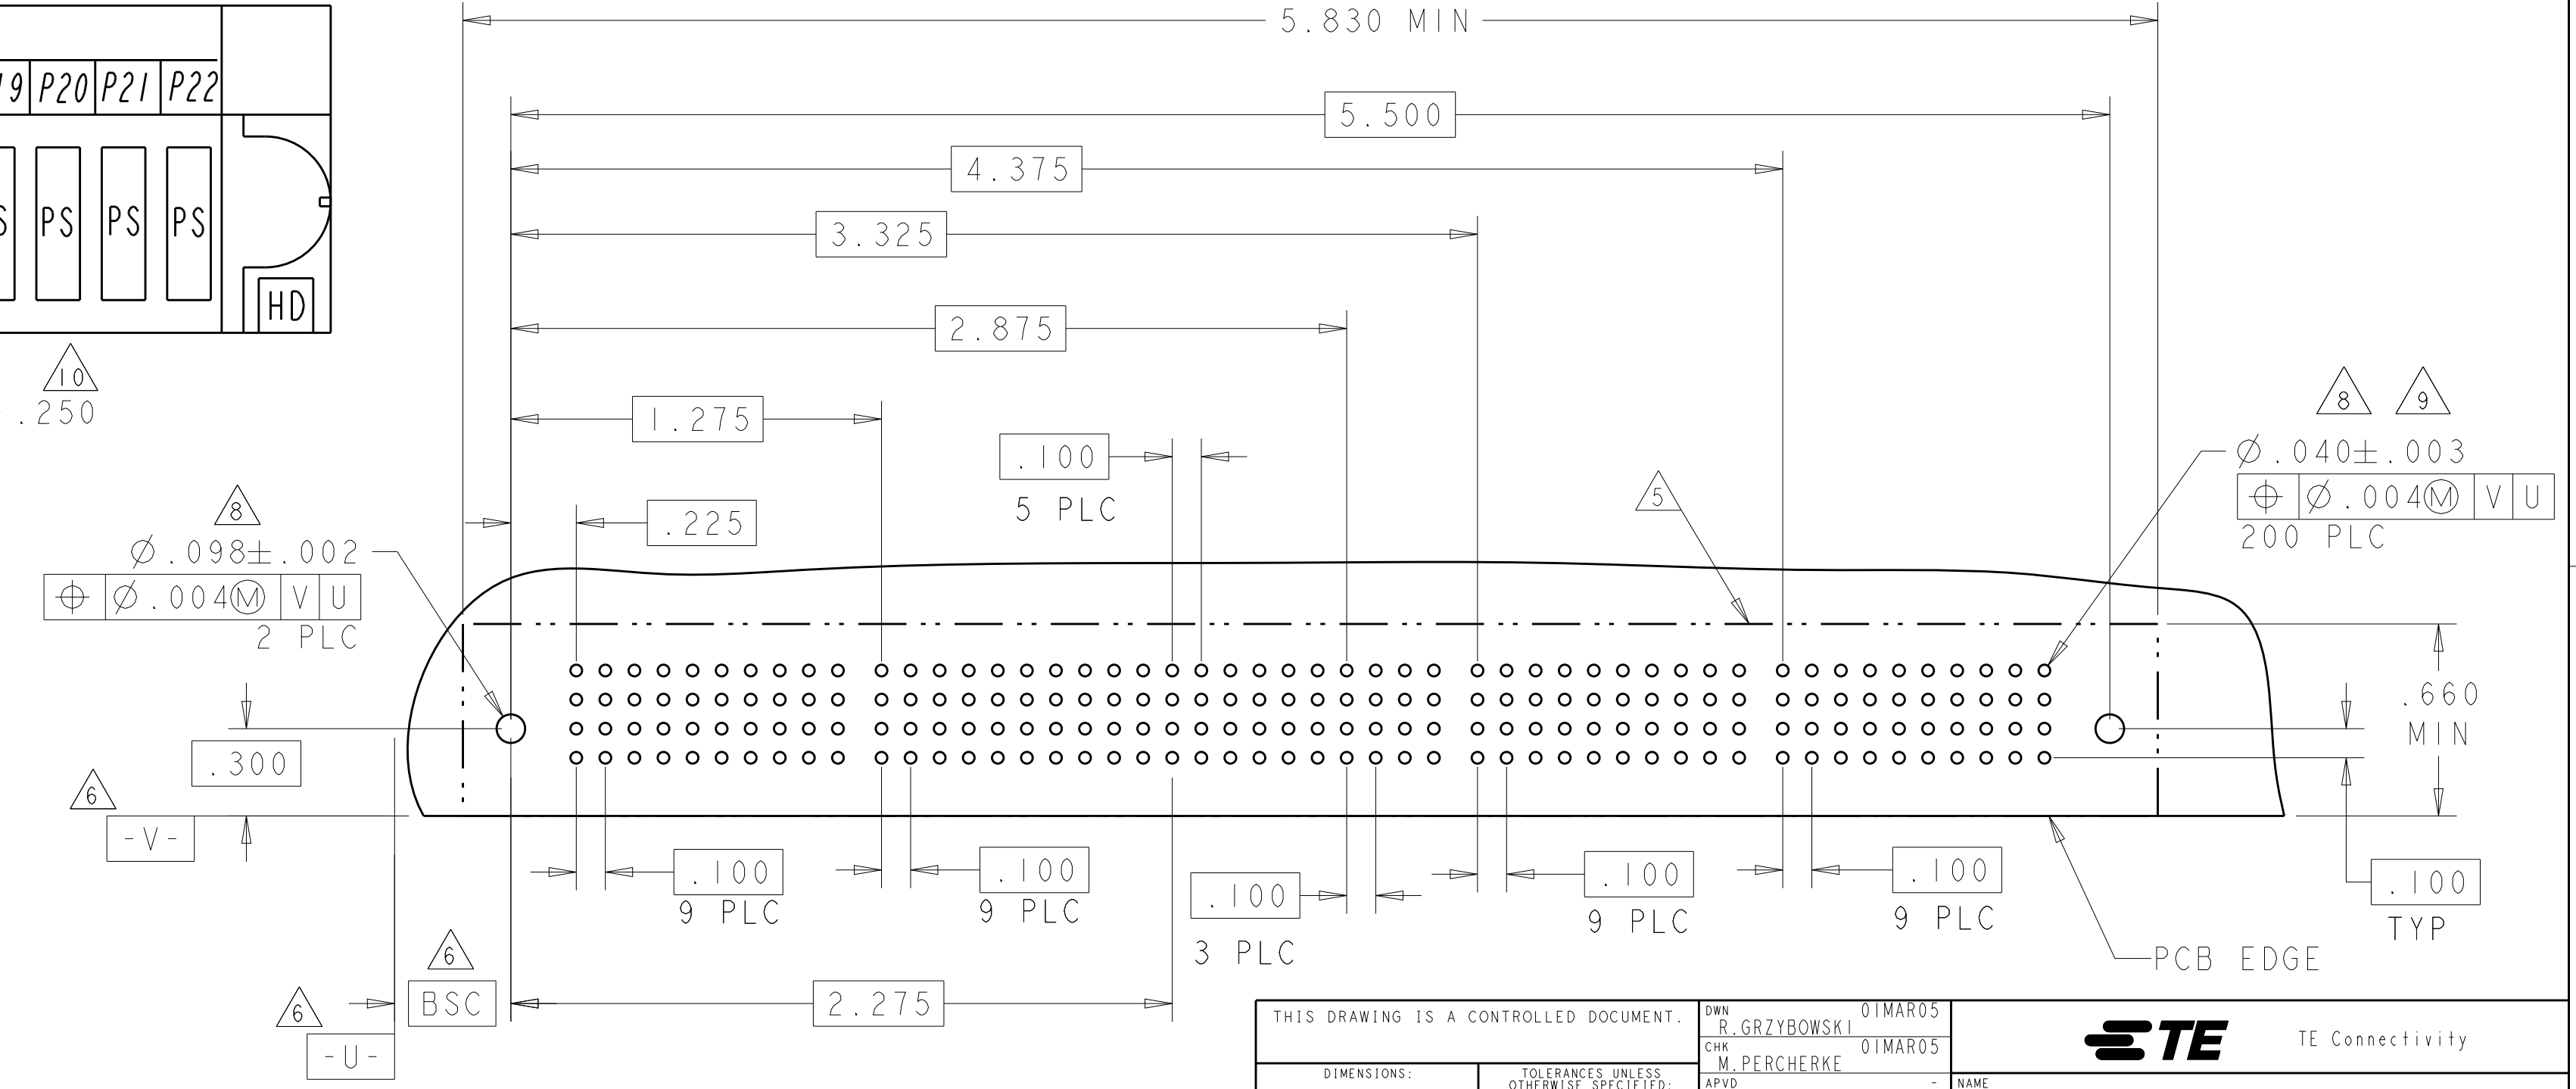 5.830 MIN
9 P20 P21 P22
5.500
4.375
S PS PS PS
3.325
HD
2.875
10
.250
1.275
.100
5 PLC
8 9
Ø.040±.003
⌖ Ø.004Ⓜ V U
200 PLC
5
.225
8
Ø.098±.002
⌖ Ø.004Ⓜ V U
2 PLC
.660
MIN
.300
6
-V-
.100
9 PLC
.100
9 PLC
.100
3 PLC
.100
9 PLC
.100
9 PLC
.100
TYP
PCB EDGE
6
BSC
2.275
6
-U-
THIS DRAWING IS A CONTROLLED DOCUMENT.
DWN 01MAR05
R.GRZYBOWSKI
CHK 01MAR05
M.PERCHERKE
APVD -
TE TE Connectivity
DIMENSIONS:
TOLERANCES UNLESS
OTHERWISE SPECIFIED:
NAME